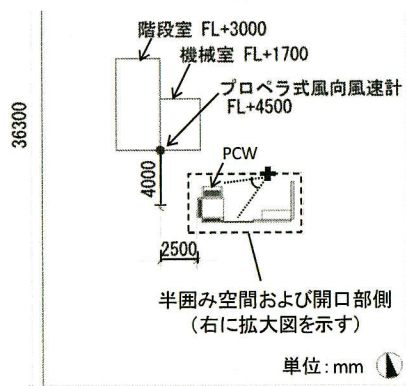 階段室 FL+3000
機械室 FL+1700
プロペラ式風向風速計
FL+4500
36300
PCW
4000
2500
半囲み空間および開口部側
(右に拡大図を示す)
単位:mm